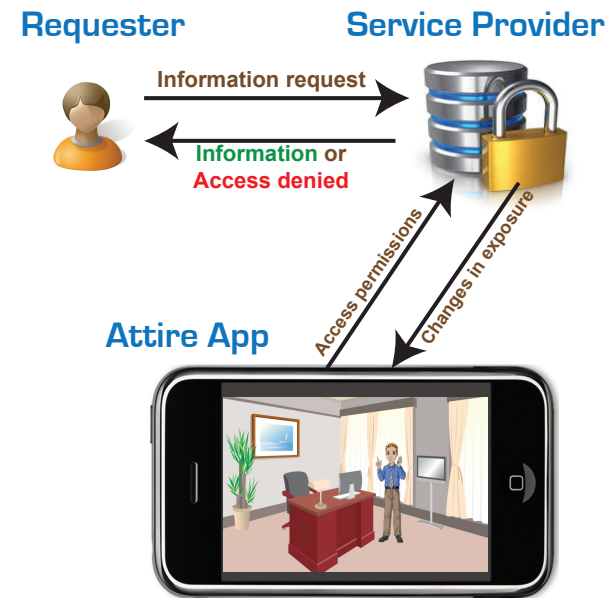 Requester
Service Provider
Information request
Information or
Access denied
Access permissions
Changes in exposure
Attire App